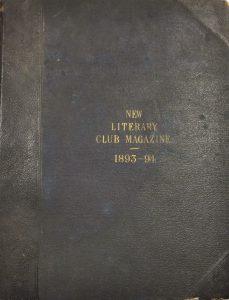 NEW
LITERARY
CLUB MAGAZINE
—
1893-94